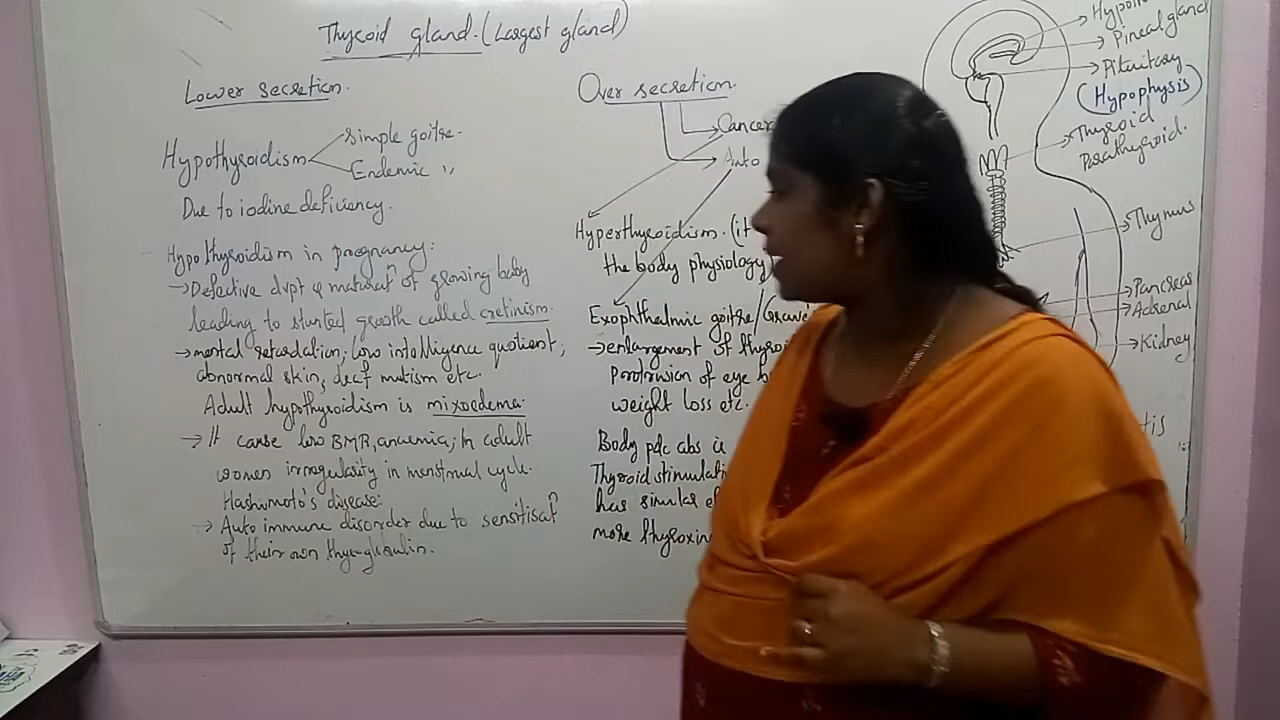 Thyroid gland. (Largest gland)
Lower secretion.
Hypothyroidism
Simple goitre.
Endemic ,,
Due to iodine deficiency.
Hypothyroidism in pregnancy:
→ Defective dvpt & maturat n of growing baby
leading to stunted growth called cretinism.
→ mental retardation, low intelligence quotient;
abnormal skin, deaf mutism etc.
Adult hypothyroidism is mixoedema.
→ It cause low BMR, anaemia; In adult
women irregularity in menstrual cycle.
Hashimoto's disease:
→ Auto immune disorder due to sensitisat n
of their own thyroglobulin.
Over secretion.
Cancer
Auto
Hyperthyroidism. (it
the body physiology)
Exophthalmic goitre/
→ enlargement of thyroi
Protrusion of eye b
weight loss etc.
Body pdc abs
Thyroid stimulati
has similar
more thyroxin
Pineal gland
Pituitary
(Hypophysis)
Thyroid
Parathyroid.
Thymus
Pancreas
Adrenal
Kidney
tis